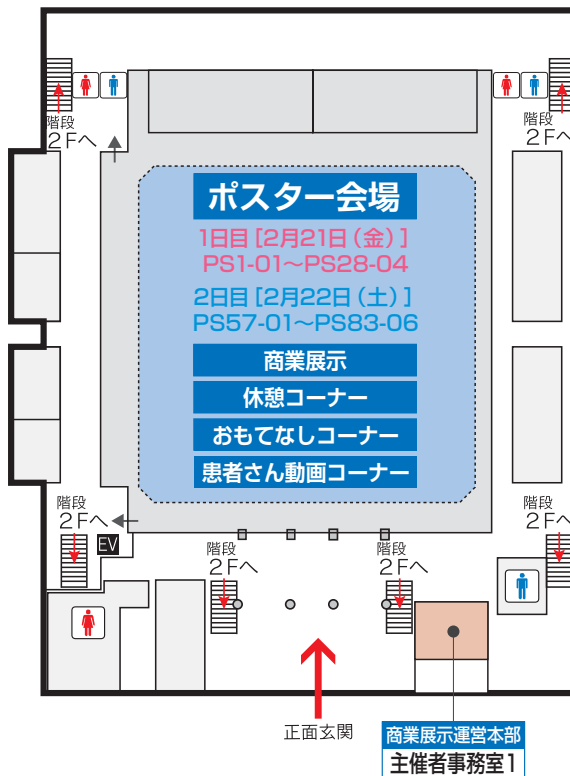 階段
2Fへ
階段
2Fへ
ポスター会場
1日目[2月21日(金)]
PS1-01〜PS28-04
2日目[2月22日(土)]
PS57-01〜PS83-06
商業展示
休憩コーナー
おもてなしコーナー
患者さん動画コーナー
階段
2Fへ
EV
階段
2Fへ
階段
2Fへ
階段
2Fへ
正面玄関
商業展示運営本部
主催者事務室1